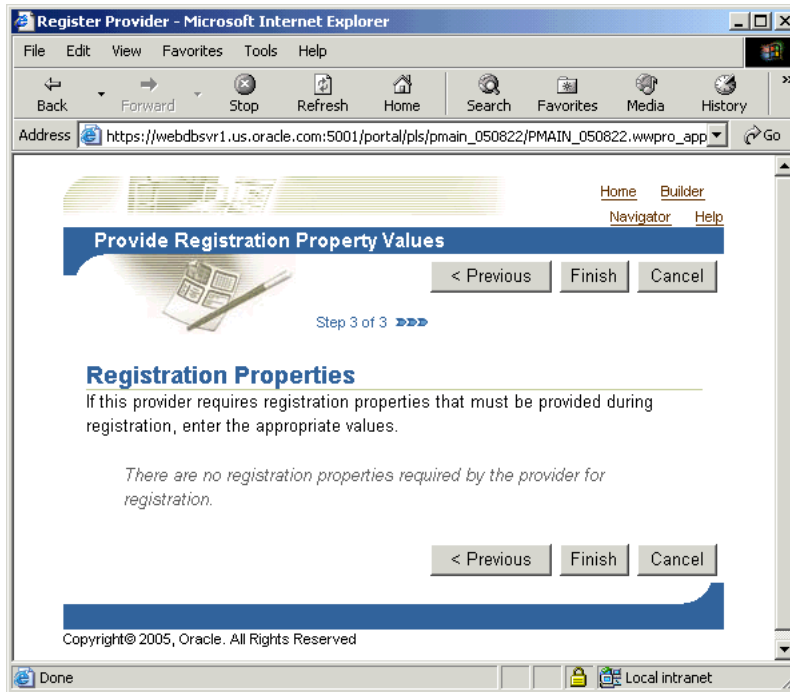 Register Provider - Microsoft Internet Explorer
File Edit View Favorites Tools Help
Back Forward Stop Refresh Home Search Favorites Media History »
Address https://webdbsvr1.us.oracle.com:5001/portal/pls/pmain_050822/PMAIN_050822.wwpro_app Go
Home Builder
Navigator Help
Provide Registration Property Values
< Previous Finish Cancel
Step 3 of 3
Registration Properties
If this provider requires registration properties that must be provided during
registration, enter the appropriate values.
There are no registration properties required by the provider for
registration.
< Previous Finish Cancel
Copyright© 2005, Oracle. All Rights Reserved
Done Local intranet